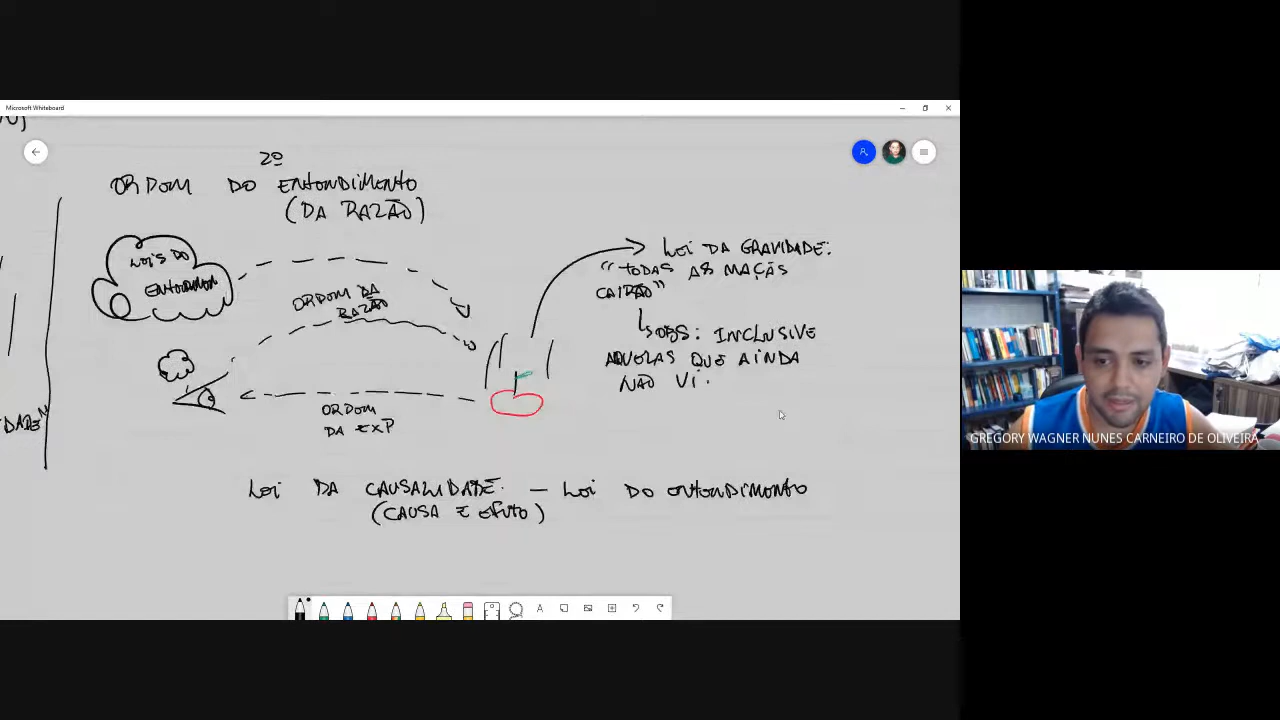 Microsoft Whiteboard
2º
ORDEM DO ENTENDIMENTO
(DA RAZÃO)
LEIS DO
ENTENDIMEN
ORDEM DA
RAZÃO
ORDEM
DA EXP
LEI DA GRAVIDADE:
"TODAS AS MAÇÃS
CAIRÃO"
OBS: INCLUSIVE
AQUELAS QUE AINDA
NÃO VI.
DADE"
LEI DA CAUSALIDADE. — LEI DO ENTENDIMENTO
(CAUSA E EFEITO)
GREGORY WAGNER NUNES CARNEIRO DE OLIVEIRA